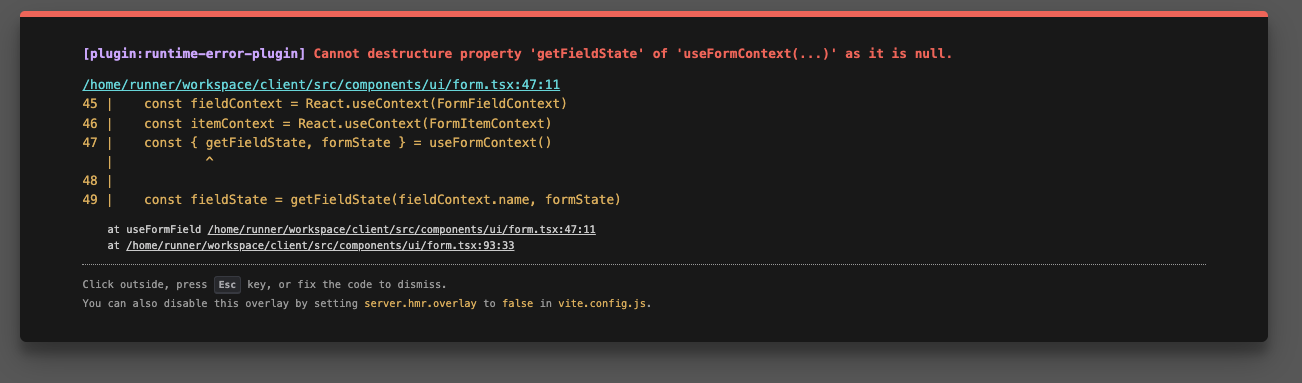 [plugin:runtime-error-plugin] Cannot destructure property 'getFieldState' of 'useFormContext(...)' as it is null.
/home/runner/workspace/client/src/components/ui/form.tsx:47:11
45 |    const fieldContext = React.useContext(FormFieldContext)
46 |    const itemContext = React.useContext(FormItemContext)
47 |    const { getFieldState, formState } = useFormContext()
   |            ^
48 |
49 |    const fieldState = getFieldState(fieldContext.name, formState)
at useFormField /home/runner/workspace/client/src/components/ui/form.tsx:47:11
at /home/runner/workspace/client/src/components/ui/form.tsx:93:33
Click outside, press Esc key, or fix the code to dismiss.
You can also disable this overlay by setting server.hmr.overlay to false in vite.config.js.